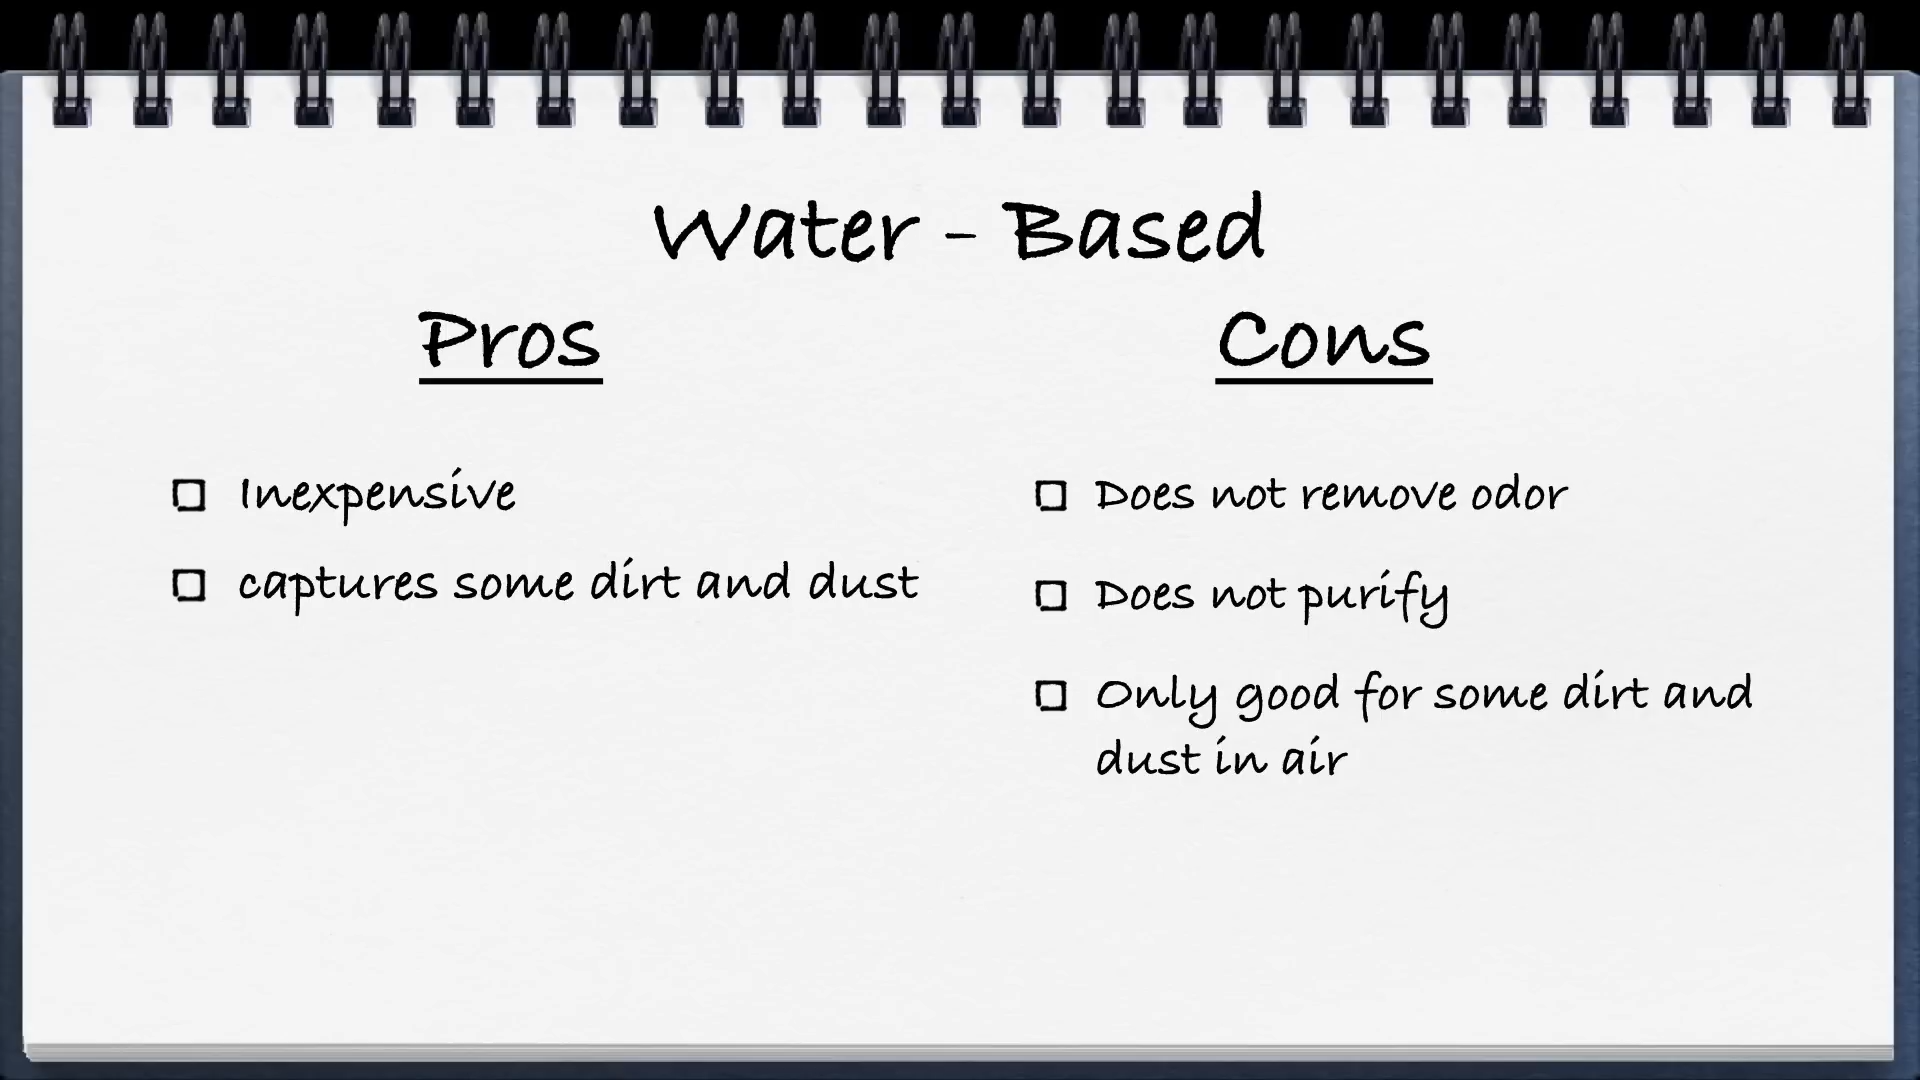 Water - Based
Pros
Inexpensive
captures some dirt and dust
Cons
Does not remove odor
Does not purify
Only good for some dirt and
dust in air